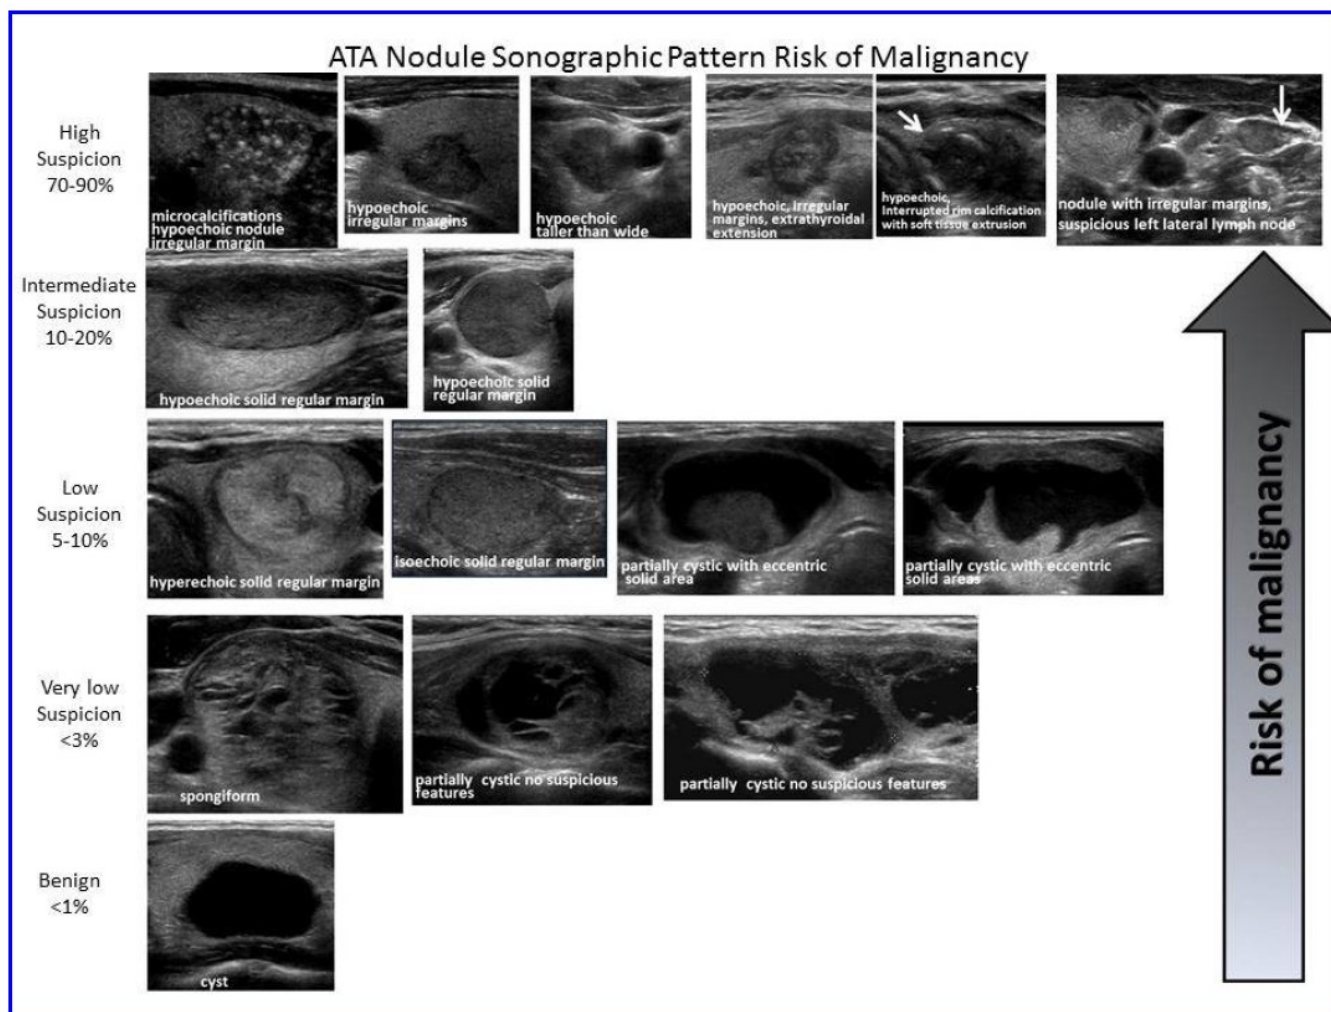 ATA Nodule Sonographic Pattern Risk of Malignancy
High
Suspicion
70-90%
microcalcifications
hypoechoic nodule
irregular margin
hypoechoic
irregular margins
hypoechoic
taller than wide
hypoechoic, irregular
margins, extrathyroidal
extension
hypoechoic,
Interrupted rim calcification
with soft tissue extrusion
nodule with irregular margins,
suspicious left lateral lymph node
Intermediate
Suspicion
10-20%
hypoechoic solid regular margin
hypoechoic solid
regular margin
Low
Suspicion
5-10%
hyperechoic solid regular margin
isoechoic solid regular margin
partially cystic with eccentric
solid area
partially cystic with eccentric
solid areas
Very low
Suspicion
<3%
spongiform
partially cystic no suspicious
features
partially cystic no suspicious features
Benign
<1%
cyst
Risk of malignancy